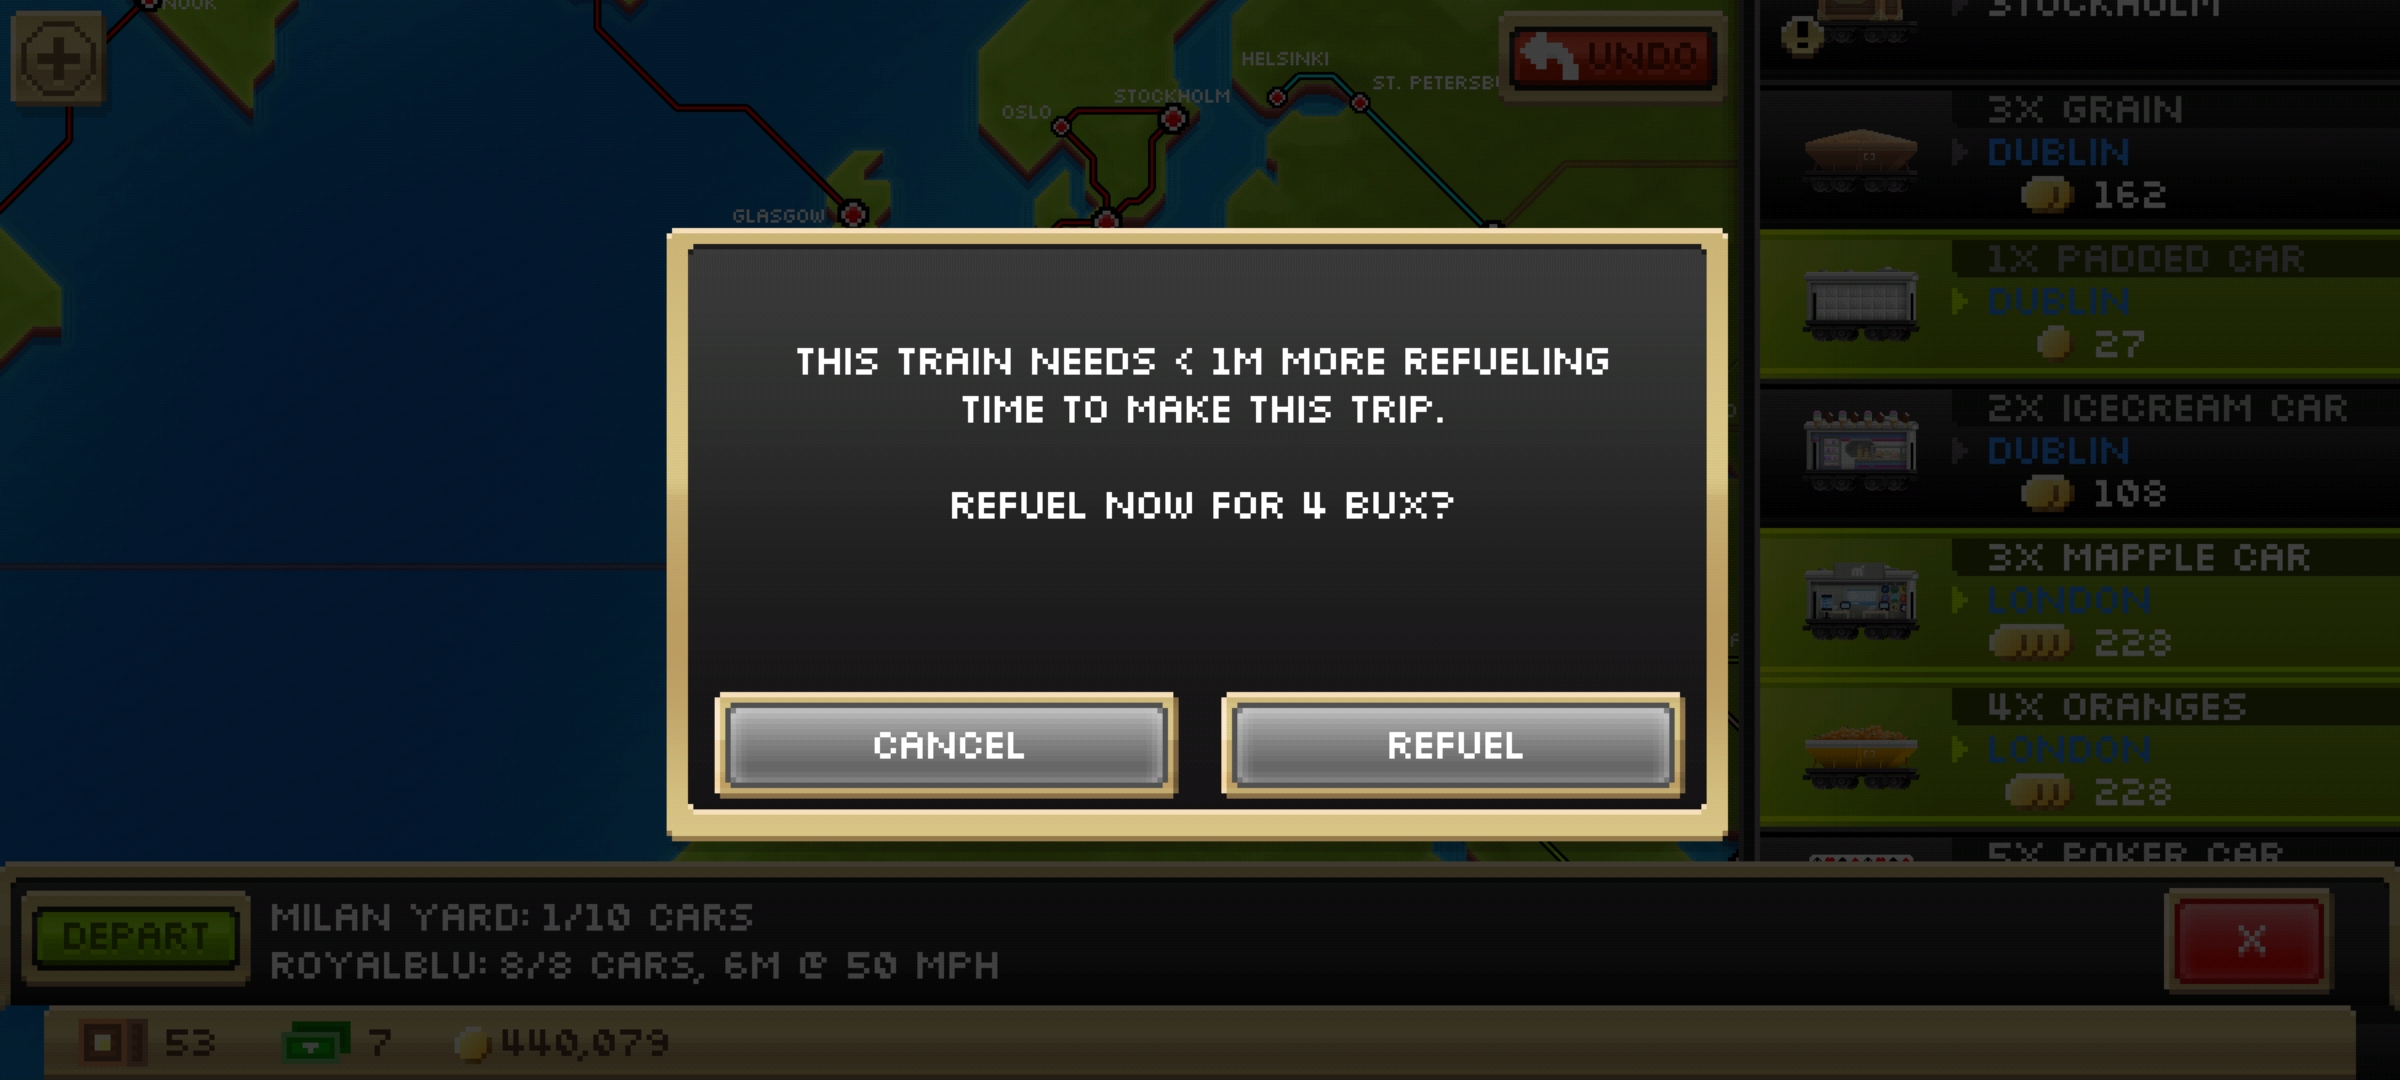 NUUK
HELSINKI
ST. PETERSB
STOCKHOLM
OSLO
GLASGOW
UNDO
STOCKHOLM
3X GRAIN
DUBLIN
162
1X PADDED CAR
DUBLIN
27
2X ICECREAM CAR
DUBLIN
108
3X MAPPLE CAR
LONDON
228
4X ORANGES
LONDON
228
5X POKER CAR
THIS TRAIN NEEDS < 1M MORE REFUELING
TIME TO MAKE THIS TRIP.
REFUEL NOW FOR 4 BUX?
CANCEL
REFUEL
DEPART
MILAN YARD: 1/10 CARS
ROYALBLU: 8/8 CARS, 6M @ 50 MPH
X
53
7
440,079